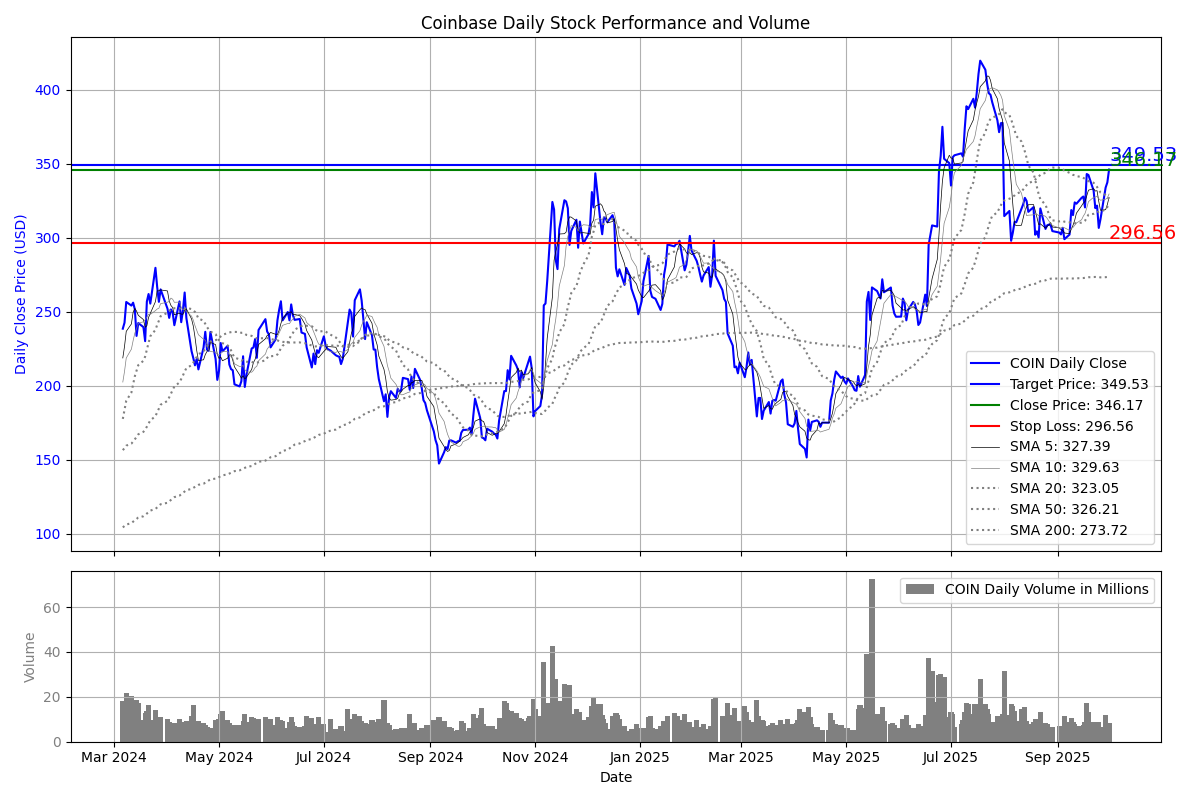 Coinbase Daily Stock Performance and Volume
Daily Close Price (USD)
400
350
300
250
200
150
100
349.53
346.17
296.56
COIN Daily Close
Target Price: 349.53
Close Price: 346.17
Stop Loss: 296.56
SMA 5: 327.39
SMA 10: 329.63
SMA 20: 323.05
SMA 50: 326.21
SMA 200: 273.72
Volume
60
40
20
0
COIN Daily Volume in Millions
Mar 2024 May 2024 Jul 2024 Sep 2024 Nov 2024 Jan 2025 Mar 2025 May 2025 Jul 2025 Sep 2025
Date